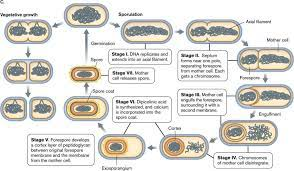 C.
Vegetative growth
Sporulation
Axial filament
Mother cell
Germination
Stage I. DNA replicates and
extends into an axial filament.
Stage II. Septum
forms near one pole,
separating forespore
from mother cell. Each
get a chromosome.
Forespore
Spore
Stage VII. Mother
cell releases spore.
Spore coat
Stage VI. Dipicolinic acid
is synthesized, and calcium
is incorporated into the
spore coat.
Stage III. Mother cell
engulfs the forespore,
surrounding it with a
second membrane.
Engulfment
Cortex
Stage V. Forespore develops
a cortex layer of peptidoglycan
between original forespore
membrane and the membrane
from the mother cell.
Exosporangium
Stage IV. Chromosomes
of mother cell disintegrate.